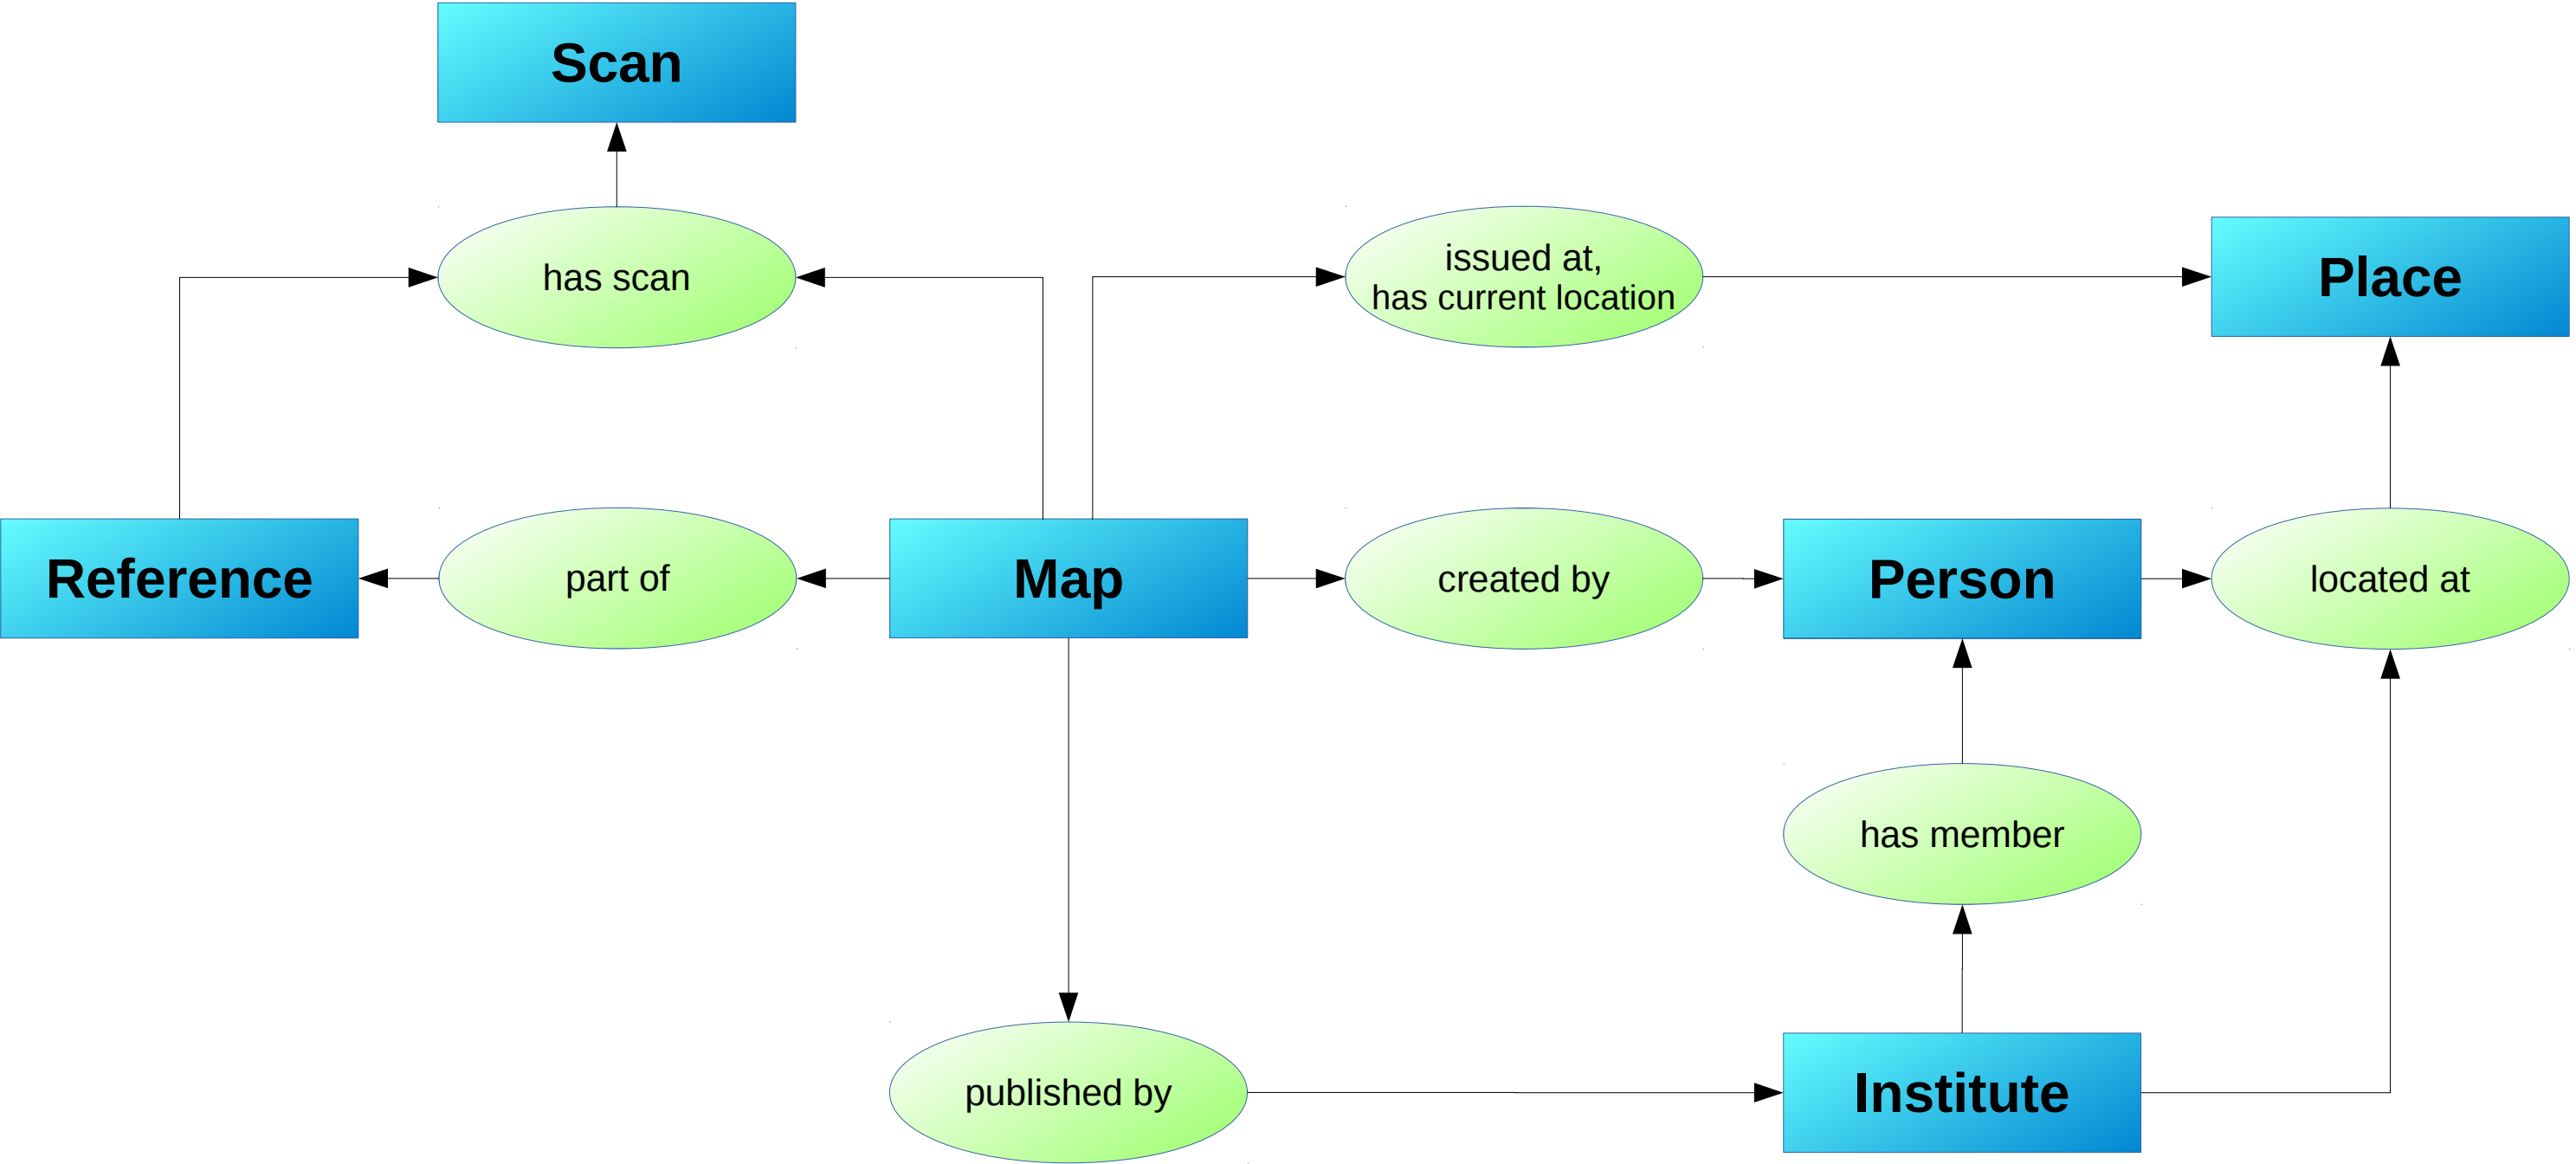 Scan
has scan
issued at,
has current location
Place
Reference
part of
Map
created by
Person
located at
has member
published by
Institute